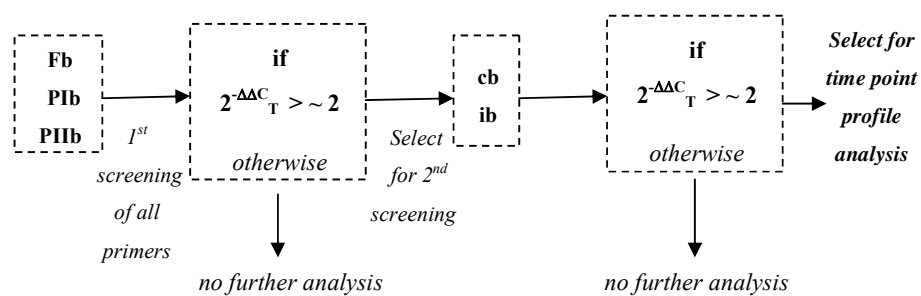 Fb
PIb
PIIb
1st
screening
of all
primers
if
2-ΔΔCT > ~ 2
otherwise
no further analysis
Select
for 2nd
screening
cb
ib
if
2-ΔΔCT > ~ 2
otherwise
no further analysis
Select for
time point
profile
analysis